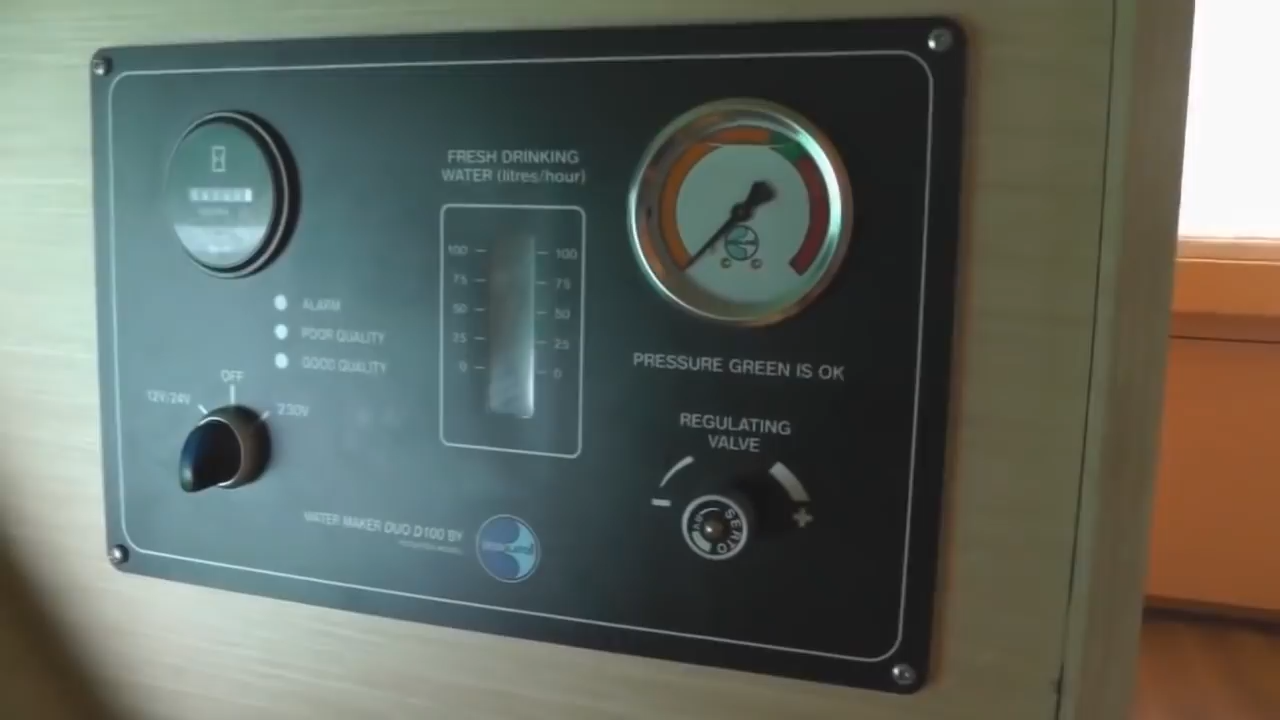 FRESH DRINKING
WATER (litres/hour)
100 100
75 75
50 50
25 25
0 0
ALARM
POOR QUALITY
GOOD QUALITY
OFF
12V/24V 230V
PRESSURE GREEN IS OK
REGULATING
VALVE
- +
SERTO
WATER MAKER DUO D100 BY